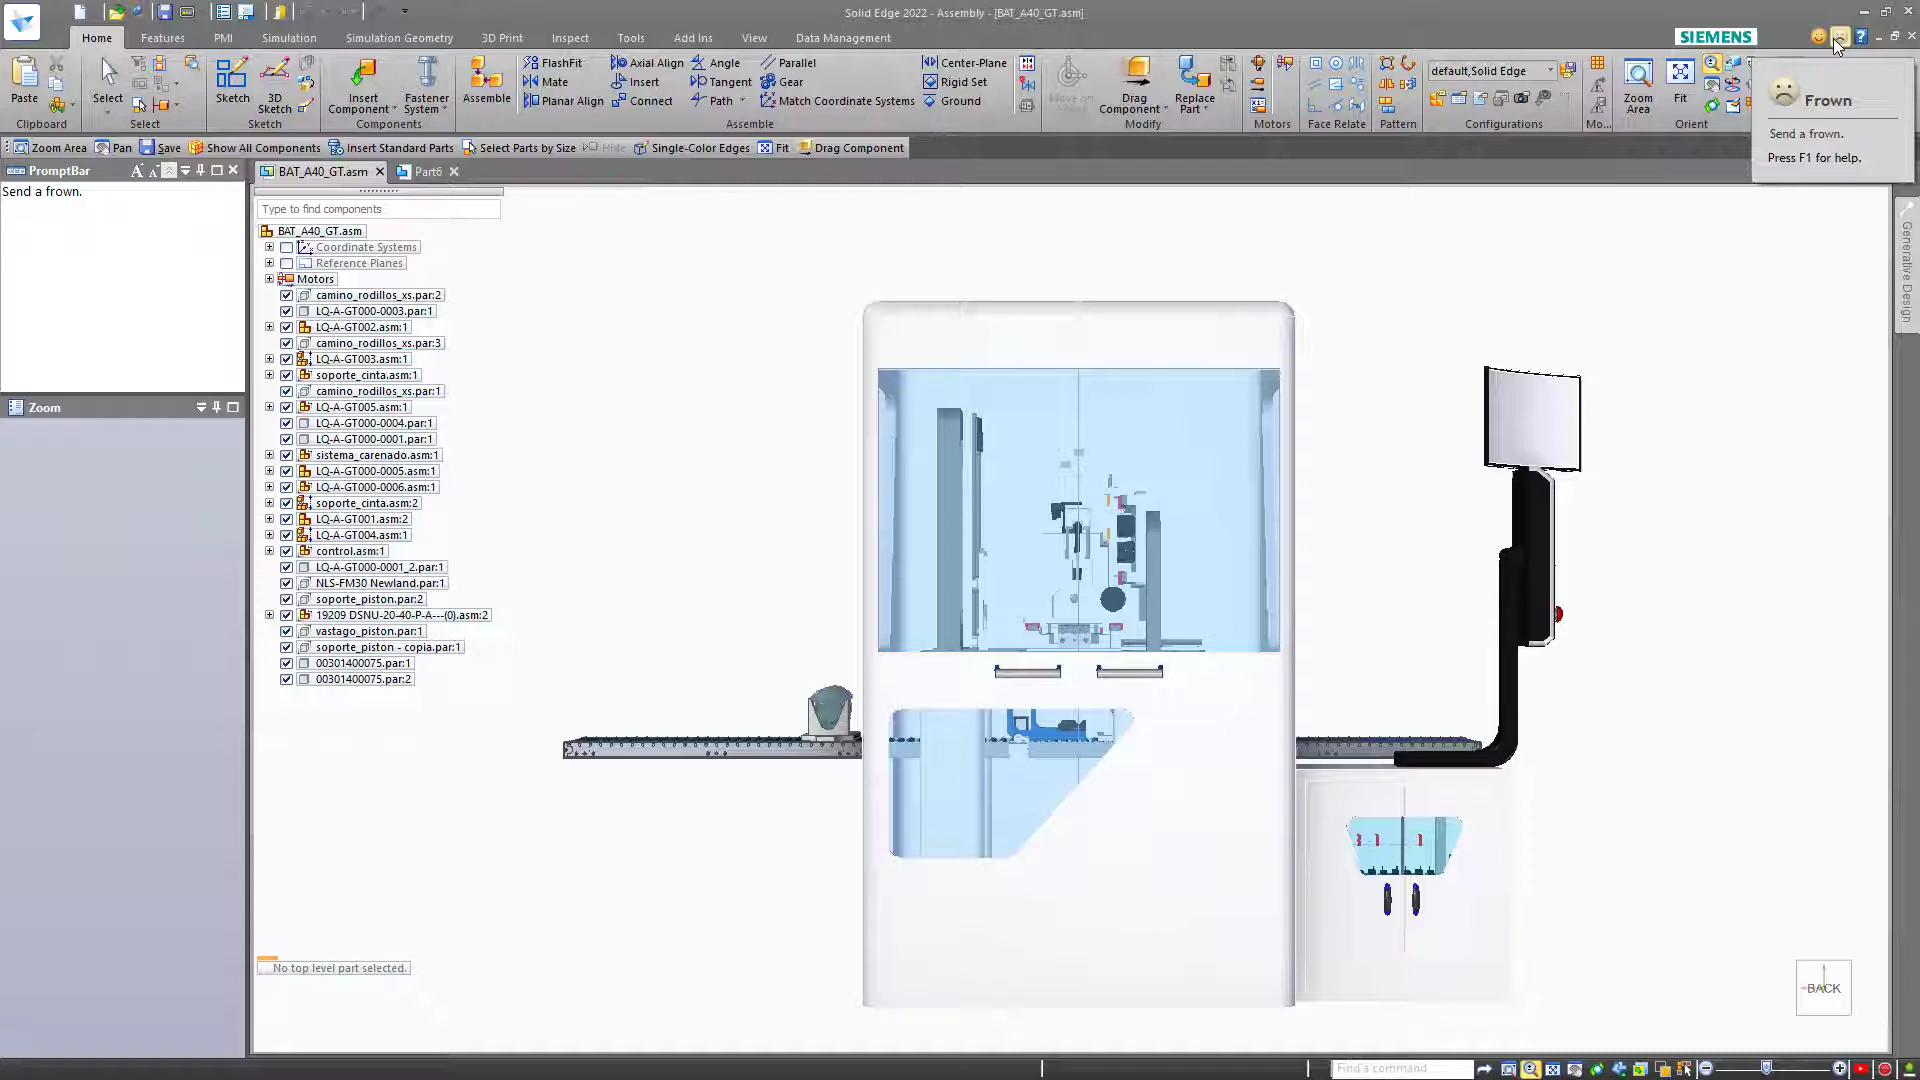 Solid Edge 2022 - Assembly - [BAT_A40_GT.asm]
Home
Features
PMI
Simulation
Simulation Geometry
3D Print
Inspect
Tools
Add Ins
View
Data Management
SIEMENS
Paste
Clipboard
Select
Select
Sketch
3D
Sketch
Sketch
Insert
Component
Fastener
System
Components
Assemble
FlashFit
Mate
Planar Align
Axial Align
Insert
Connect
Angle
Tangent
Path
Parallel
Gear
Match Coordinate Systems
Center-Plane
Rigid Set
Ground
Assemble
Drag
Component
Replace
Part
Modify
Motors
Face Relate
Pattern
default,Solid Edge
Configurations
Mo...
Zoom
Area
Fit
Orient
Frown
Send a frown.
Press F1 for help.
Zoom Area
Pan
Save
Show All Components
Insert Standard Parts
Select Parts by Size
Hide
Single-Color Edges
Fit
Drag Component
PromptBar
Send a frown.
Zoom
BAT_A40_GT.asm
Part6
Type to find components
BAT_A40_GT.asm
Coordinate Systems
Reference Planes
Motors
camino_rodillos_xs.par:2
LQ-A-GT000-0003.par:1
LQ-A-GT002.asm:1
camino_rodillos_xs.par:3
LQ-A-GT003.asm:1
soporte_cinta.asm:1
camino_rodillos_xs.par:1
LQ-A-GT005.asm:1
LQ-A-GT000-0004.par:1
LQ-A-GT000-0001.par:1
sistema_carenado.asm:1
LQ-A-GT000-0005.asm:1
LQ-A-GT000-0006.asm:1
soporte_cinta.asm:2
LQ-A-GT001.asm:2
LQ-A-GT004.asm:1
control.asm:1
LQ-A-GT000-0001_2.par:1
NLS-FM30 Newland.par:1
soporte_piston.par:2
19209 DSNU-20-40-P-A---(0).asm:2
vastago_piston.par:1
soporte_piston - copia.par:1
00301400075.par:1
00301400075.par:2
No top level part selected.
Generative Design
BACK
Find a command